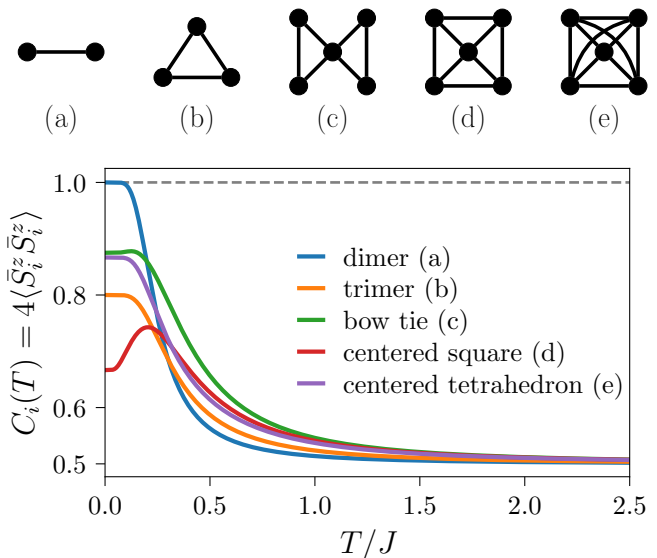 (a) (b) (c) (d) (e)
1.0
0.8
0.6
0.5
C_i(T) = 4⟨S̄_i^z S̄_i^z⟩
dimer (a)
trimer (b)
bow tie (c)
centered square (d)
centered tetrahedron (e)
0.0 0.5 1.0 1.5 2.0 2.5
T/J